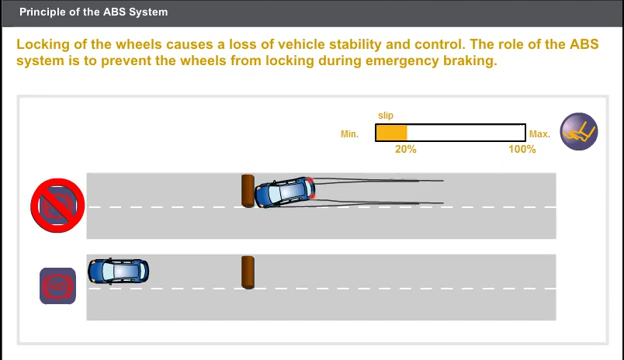 Principle of the ABS System
Locking of the wheels causes a loss of vehicle stability and control. The role of the ABS
system is to prevent the wheels from locking during emergency braking.
slip
Min.
Max.
20%
100%